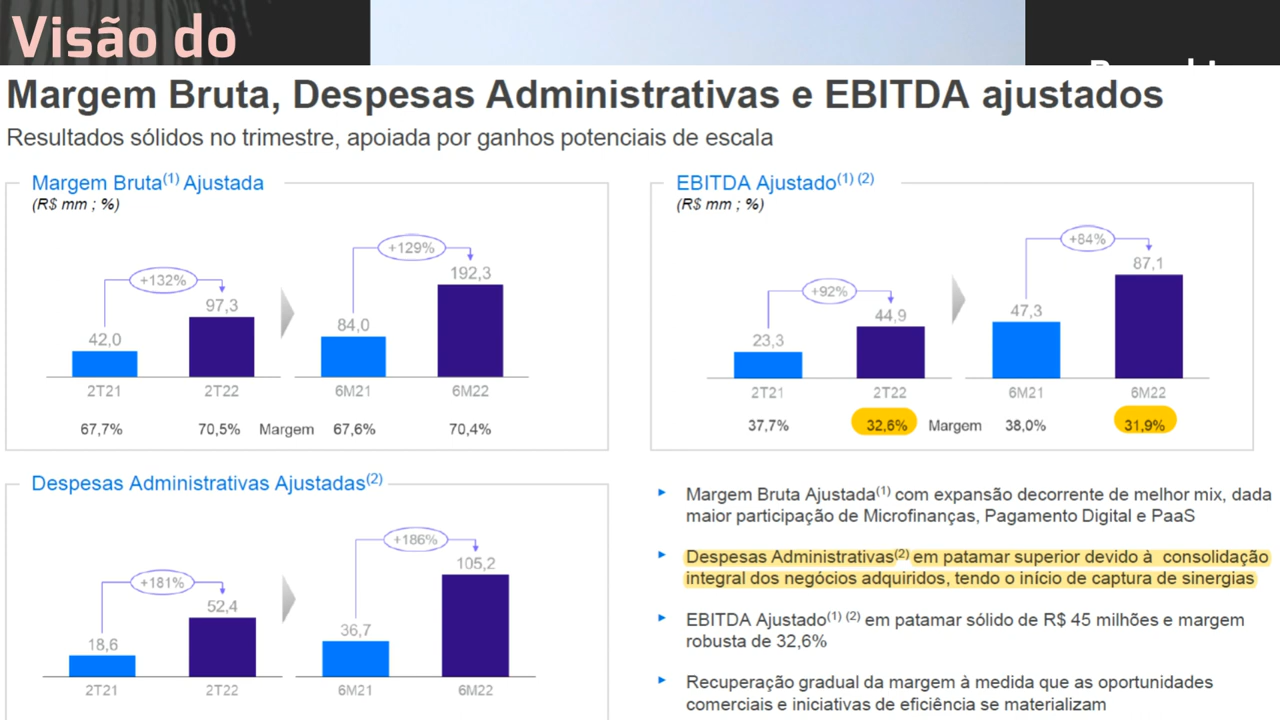 Visão do
Margem Bruta, Despesas Administrativas e EBITDA ajustados
Resultados sólidos no trimestre, apoiada por ganhos potenciais de escala
Margem Bruta(1) Ajustada
(R$ mm ; %)
+132%
+129%
42,0
97,3
84,0
192,3
2T21
2T22
6M21
6M22
67,7%
70,5%
Margem
67,6%
70,4%
EBITDA Ajustado(1) (2)
(R$ mm ; %)
+92%
+84%
23,3
44,9
47,3
87,1
2T21
2T22
6M21
6M22
37,7%
32,6%
Margem
38,0%
31,9%
Despesas Administrativas Ajustadas(2)
+181%
+186%
18,6
52,4
36,7
105,2
2T21
2T22
6M21
6M22
Margem Bruta Ajustada(1) com expansão decorrente de melhor mix, dada
maior participação de Microfinanças, Pagamento Digital e PaaS
Despesas Administrativas(2) em patamar superior devido à consolidação
integral dos negócios adquiridos, tendo o início de captura de sinergias
EBITDA Ajustado(1) (2) em patamar sólido de R$ 45 milhões e margem
robusta de 32,6%
Recuperação gradual da margem à medida que as oportunidades
comerciais e iniciativas de eficiência se materializam